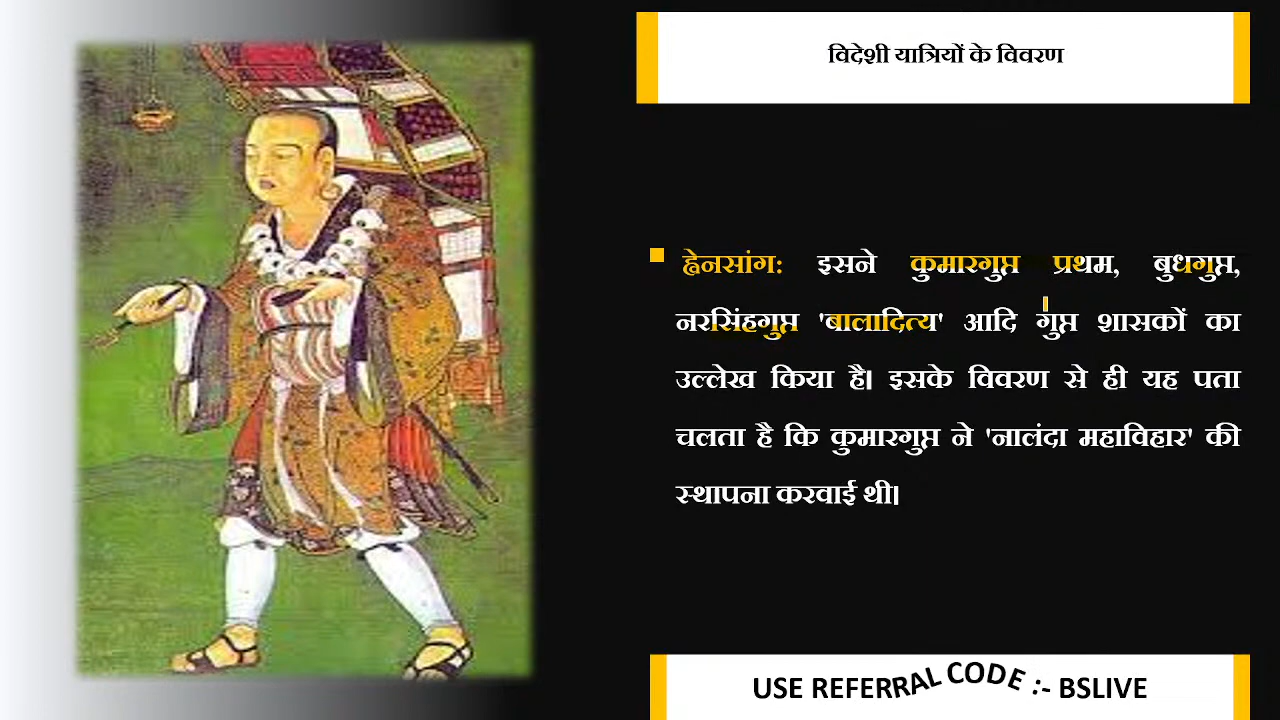 विदेशी यात्रियों के विवरण
ह्वेनसांग: इसने कुमारगुप्त प्रथम, बुधगुप्त,
नरसिंहगुप्त 'बालादित्य' आदि गुप्त शासकों का
उल्लेख किया है। इसके विवरण से ही यह पता
चलता है कि कुमारगुप्त ने 'नालंदा महाविहार' की
स्थापना करवाई थी।
USE REFERRAL CODE :- BSLIVE